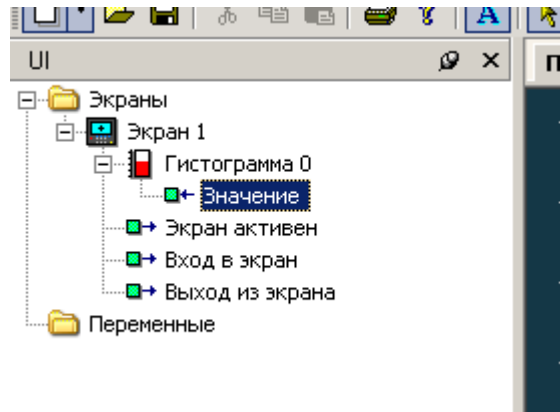 A
UI
П
Экраны
Экран 1
Гистограмма 0
Значение
Экран активен
Вход в экран
Выход из экрана
Переменные